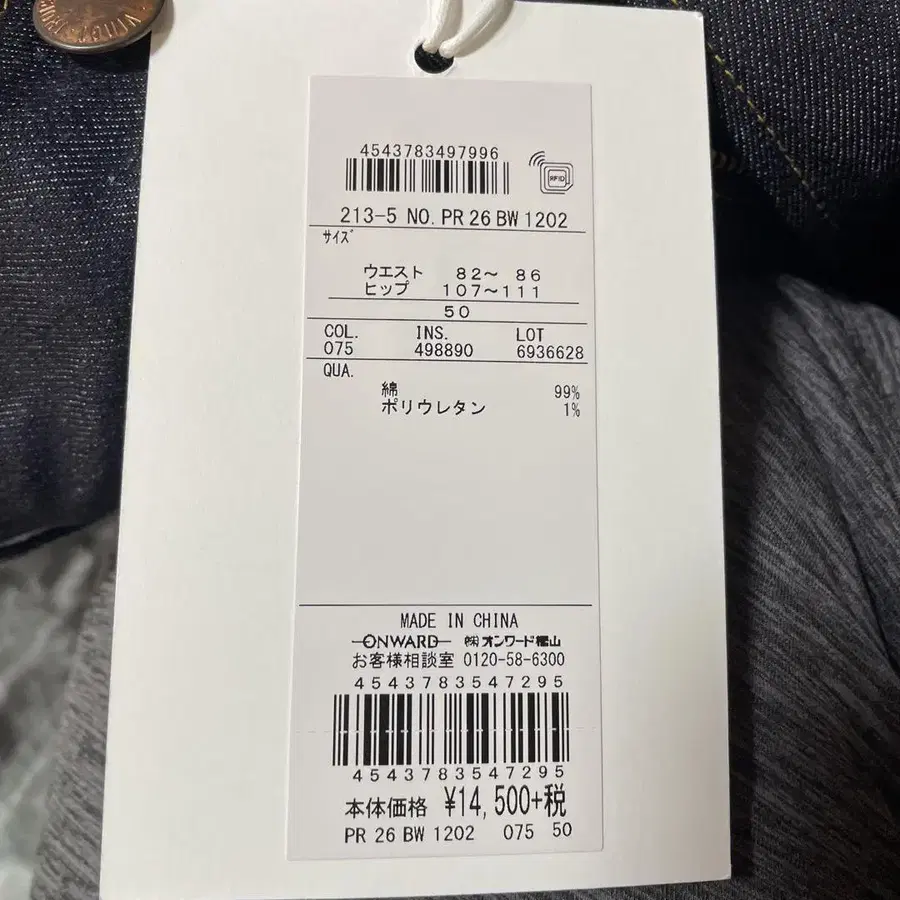 4543783497996
RFID
213-5 NO. PR 26 BW 1202
サイズ
ウエスト 82～ 86
ヒップ 107～111
50
COL. INS. LOT
075 498890 6936628
QUA.
綿 99%
ポリウレタン 1%
MADE IN CHINA
ONWARD ㈱オンワード樫山
お客様相談室 0120-58-6300
4543783547295
4543783547295
本体価格 ¥14,500+税
PR 26 BW 1202 075 50